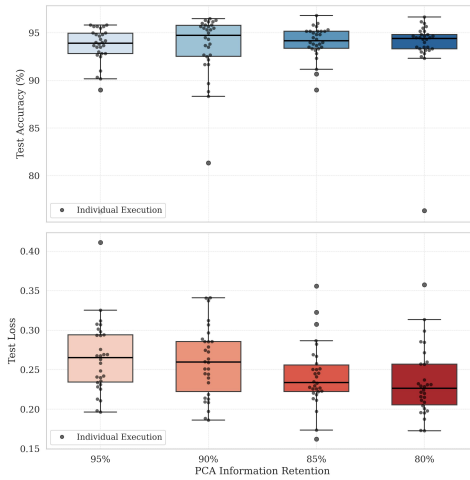 Test Accuracy (%)
95
90
85
80
Individual Execution
Test Loss
0.40
0.35
0.30
0.25
0.20
0.15
Individual Execution
95%
90%
85%
80%
PCA Information Retention